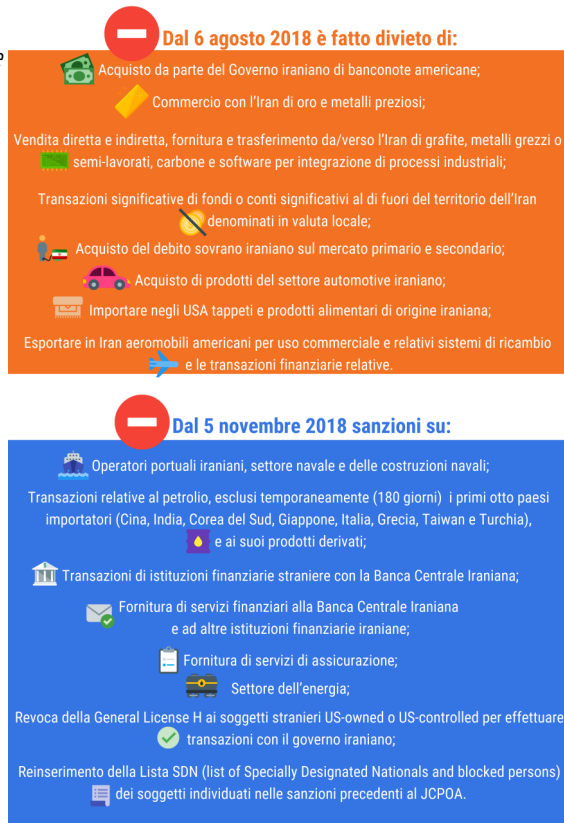 Dal 6 agosto 2018 è fatto divieto di:
Acquisto da parte del Governo iraniano di banconote americane;
Commercio con l'Iran di oro e metalli preziosi;
Vendita diretta e indiretta, fornitura e trasferimento da/verso l'Iran di grafite, metalli grezzi o
semi-lavorati, carbone e software per integrazione di processi industriali;
Transazioni significative di fondi o conti significativi al di fuori del territorio dell'Iran
denominati in valuta locale;
Acquisto del debito sovrano iraniano sul mercato primario e secondario;
Acquisto di prodotti del settore automotive iraniano;
Importare negli USA tappeti e prodotti alimentari di origine iraniana;
Esportare in Iran aeromobili americani per uso commerciale e relativi sistemi di ricambio
e le transazioni finanziarie relative.
Dal 5 novembre 2018 sanzioni su:
Operatori portuali iraniani, settore navale e delle costruzioni navali;
Transazioni relative al petrolio, esclusi temporaneamente (180 giorni) i primi otto paesi
importatori (Cina, India, Corea del Sud, Giappone, Italia, Grecia, Taiwan e Turchia),
e ai suoi prodotti derivati;
Transazioni di istituzioni finanziarie straniere con la Banca Centrale Iraniana;
Fornitura di servizi finanziari alla Banca Centrale Iraniana
e ad altre istituzioni finanziarie iraniane;
Fornitura di servizi di assicurazione;
Settore dell'energia;
Revoca della General License H ai soggetti stranieri US-owned o US-controlled per effettuare
transazioni con il governo iraniano;
Reinserimento della Lista SDN (list of Specially Designated Nationals and blocked persons)
dei soggetti individuati nelle sanzioni precedenti al JCPOA.